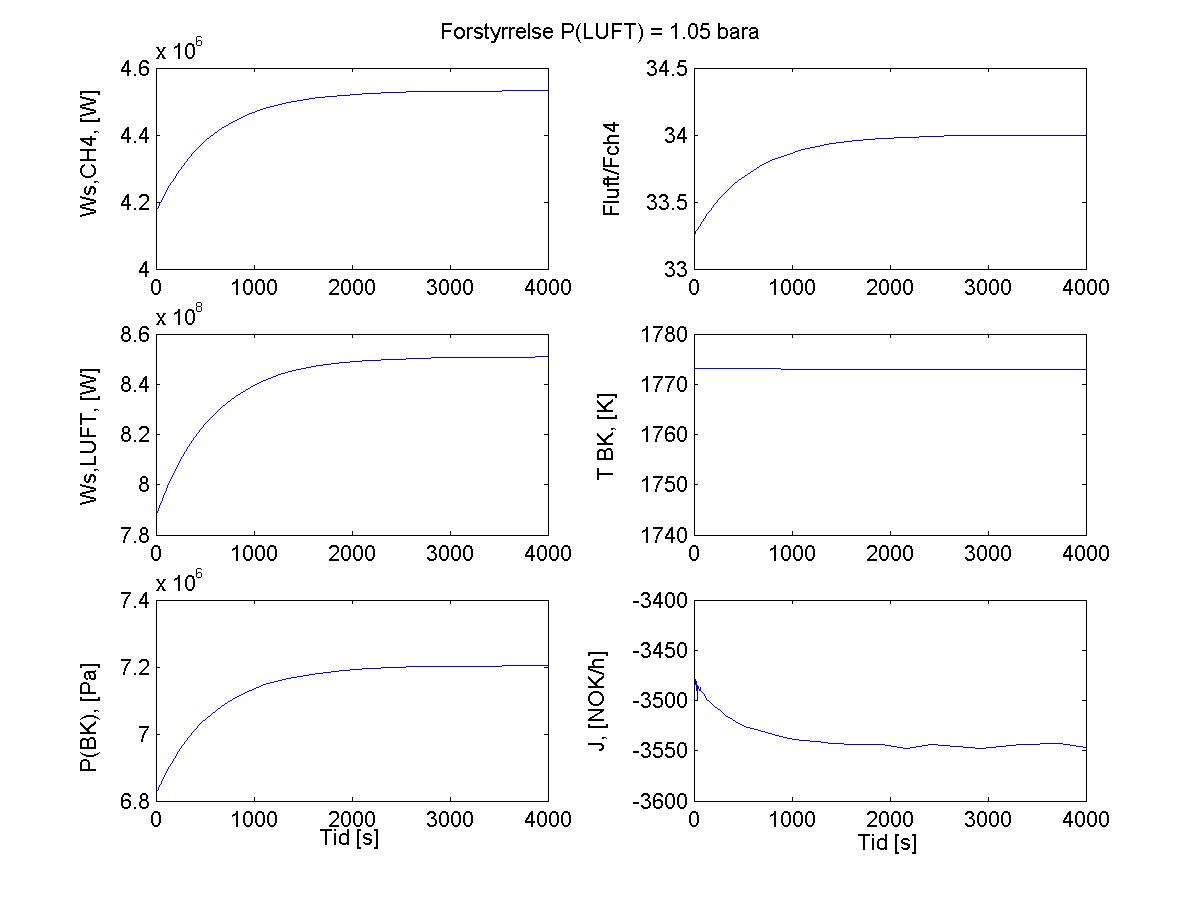 Forstyrrelse P(LUFT) = 1.05 bara
x 10^6
4.6
4.4
4.2
4
Ws,CH4, [W]
0 1000 2000 3000 4000
34.5
34
33.5
33
Fluft/Fch4
0 1000 2000 3000 4000
x 10^8
8.6
8.4
8.2
8
7.8
Ws,LUFT, [W]
0 1000 2000 3000 4000
1780
1770
1760
1750
1740
T BK, [K]
0 1000 2000 3000 4000
x 10^6
7.4
7.2
7
6.8
P(BK), [Pa]
0 1000 2000 3000 4000
Tid [s]
-3400
-3450
-3500
-3550
-3600
J, [NOK/h]
0 1000 2000 3000 4000
Tid [s]